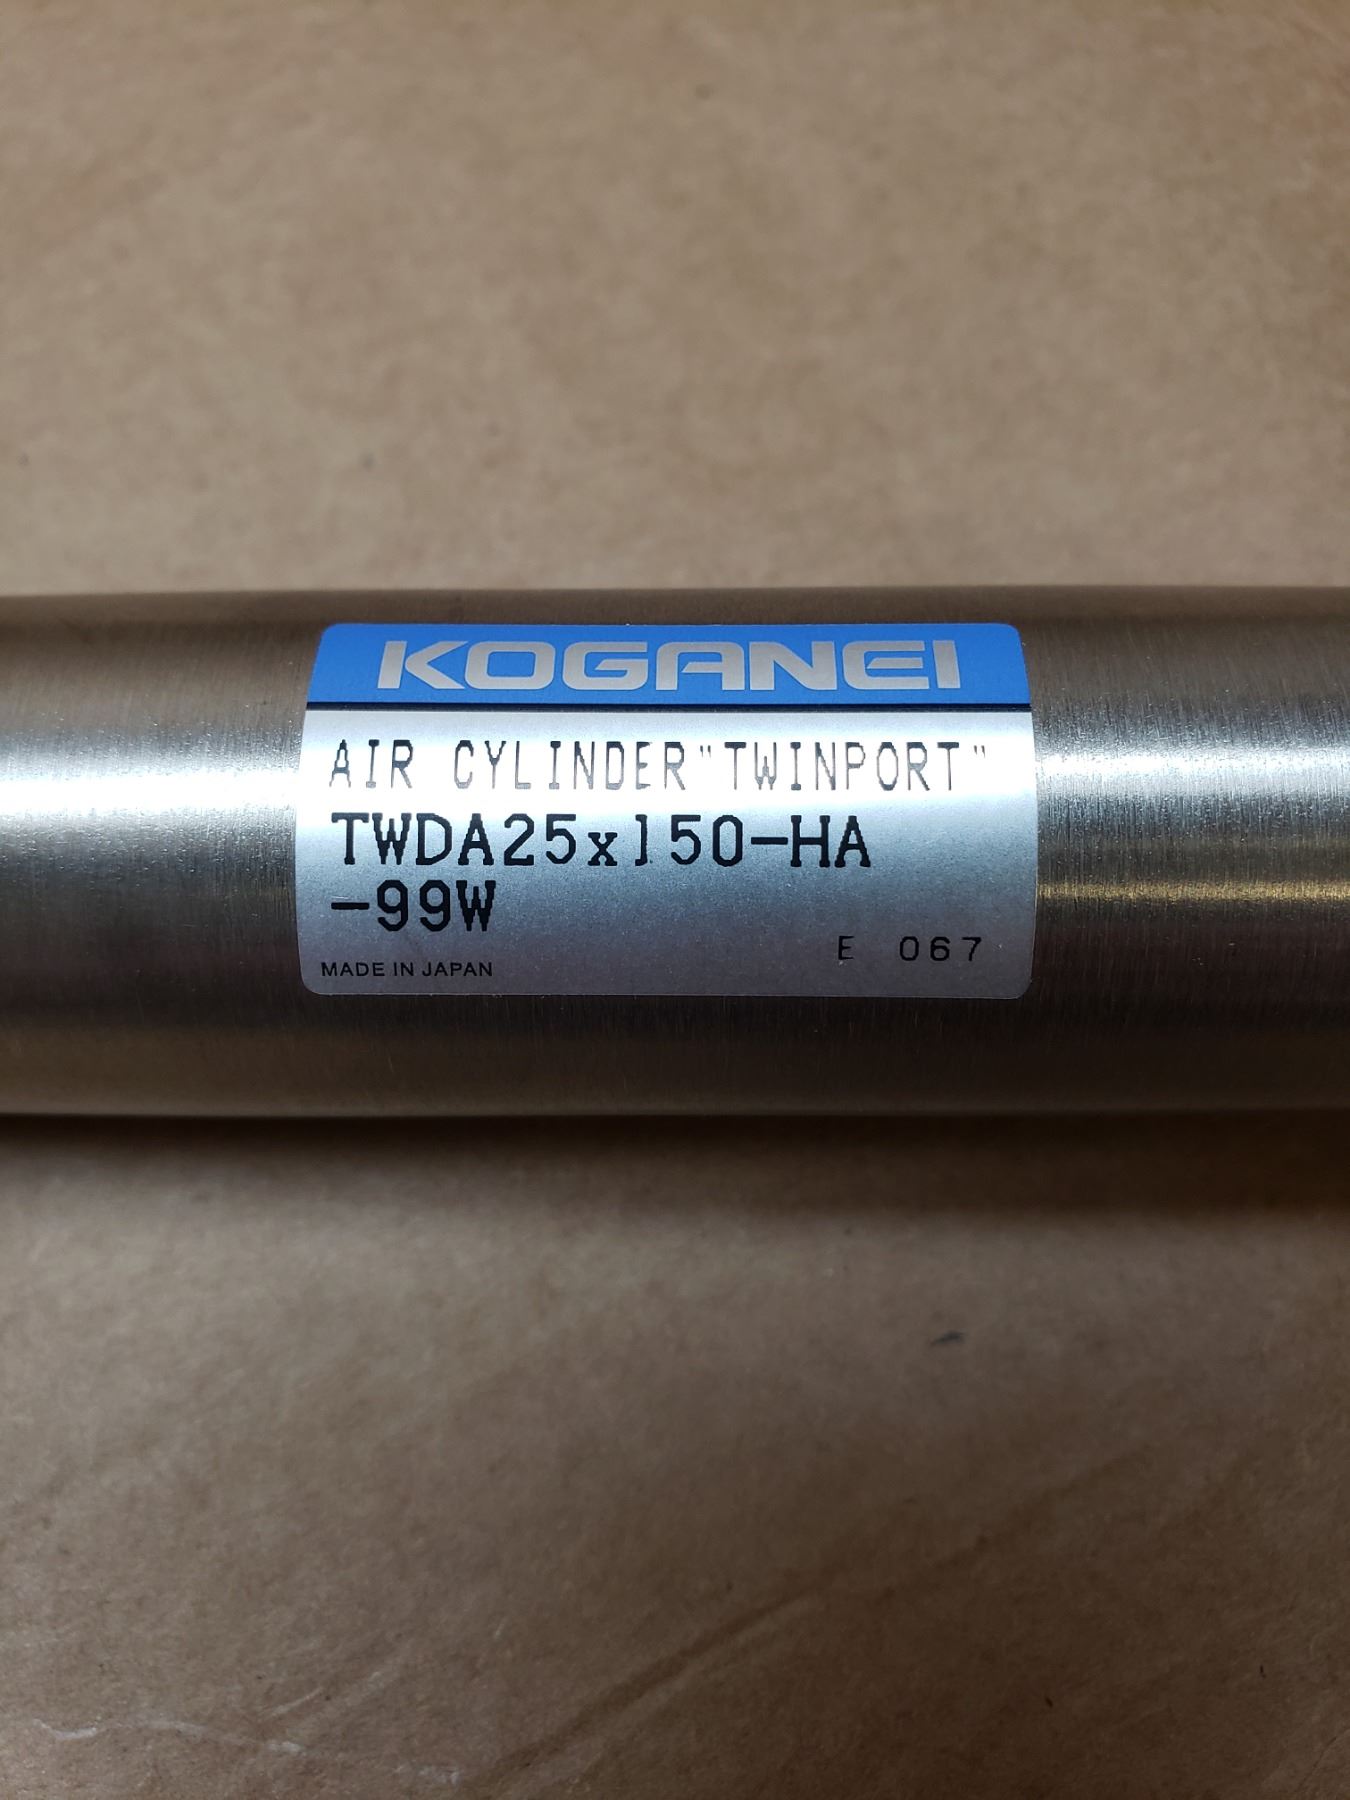 KOGANEI
AIR CYLINDER"TWINPORT"
TWDA25x150-HA
-99W
E 067
MADE IN JAPAN